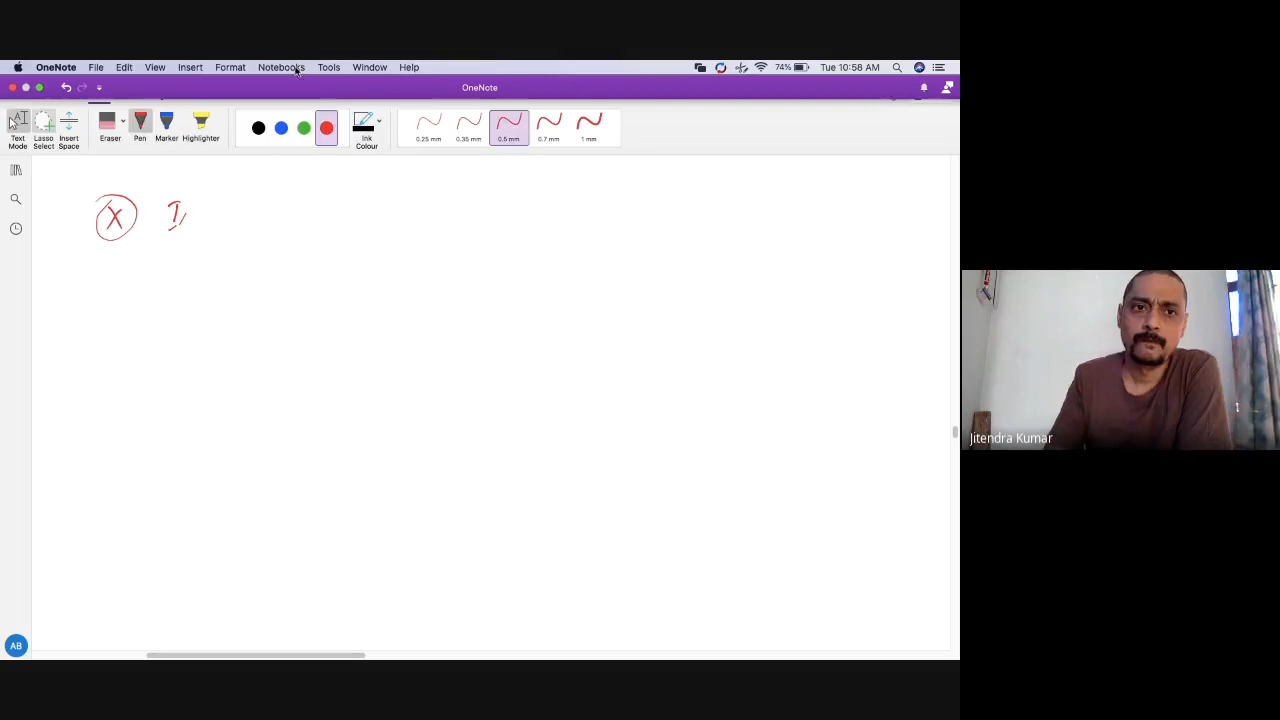 OneNote File Edit View Insert Format Notebooks Tools Window Help 74% Tue 10:58 AM
OneNote
Text Mode Lasso Select Insert Space Eraser Pen Marker Highlighter Ink Colour 0.25 mm 0.35 mm 0.5 mm 0.7 mm 1 mm
X I
Jitendra Kumar
AB